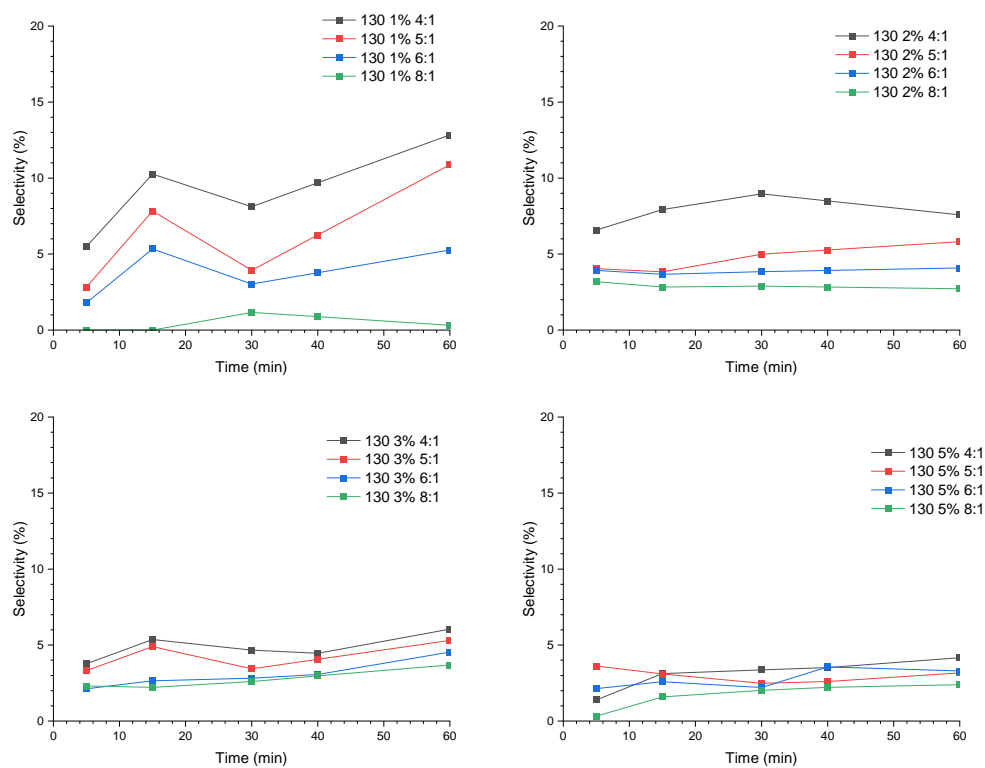 130 1% 4:1
130 1% 5:1
130 1% 6:1
130 1% 8:1
20
15
10
5
0
Selectivity (%)
0 10 20 30 40 50 60
Time (min)
130 2% 4:1
130 2% 5:1
130 2% 6:1
130 2% 8:1
20
15
10
5
0
Selectivity (%)
0 10 20 30 40 50 60
Time (min)
130 3% 4:1
130 3% 5:1
130 3% 6:1
130 3% 8:1
20
15
10
5
0
Selectivity (%)
0 10 20 30 40 50 60
Time (min)
130 5% 4:1
130 5% 5:1
130 5% 6:1
130 5% 8:1
20
15
10
5
0
Selectivity (%)
0 10 20 30 40 50 60
Time (min)